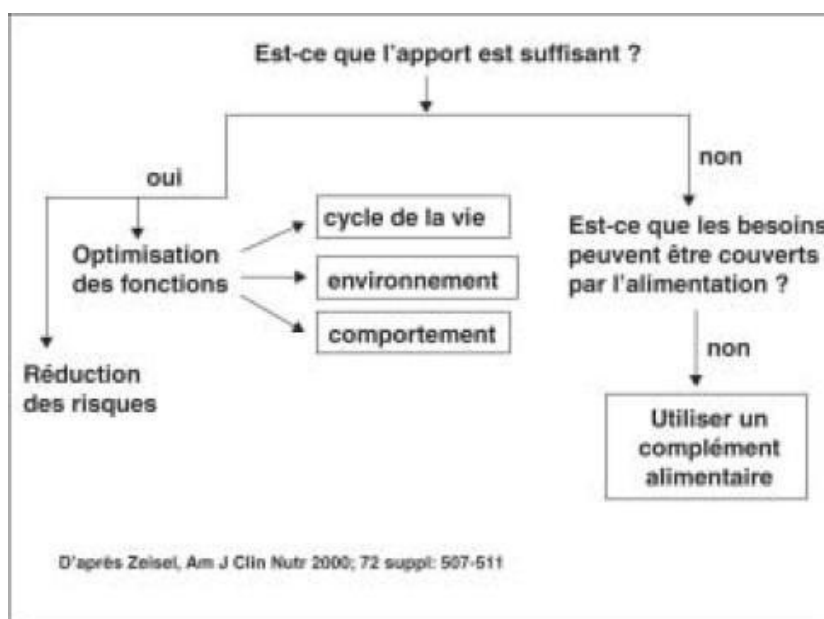 Est-ce que l'apport est suffisant ?
oui
non
cycle de la vie
Optimisation
des fonctions
environnement
comportement
Est-ce que les besoins
peuvent être couverts
par l'alimentation ?
non
Réduction
des risques
Utiliser un
complément
alimentaire
D'après Zeisel, Am J Clin Nutr 2000; 72 suppl: 507-511